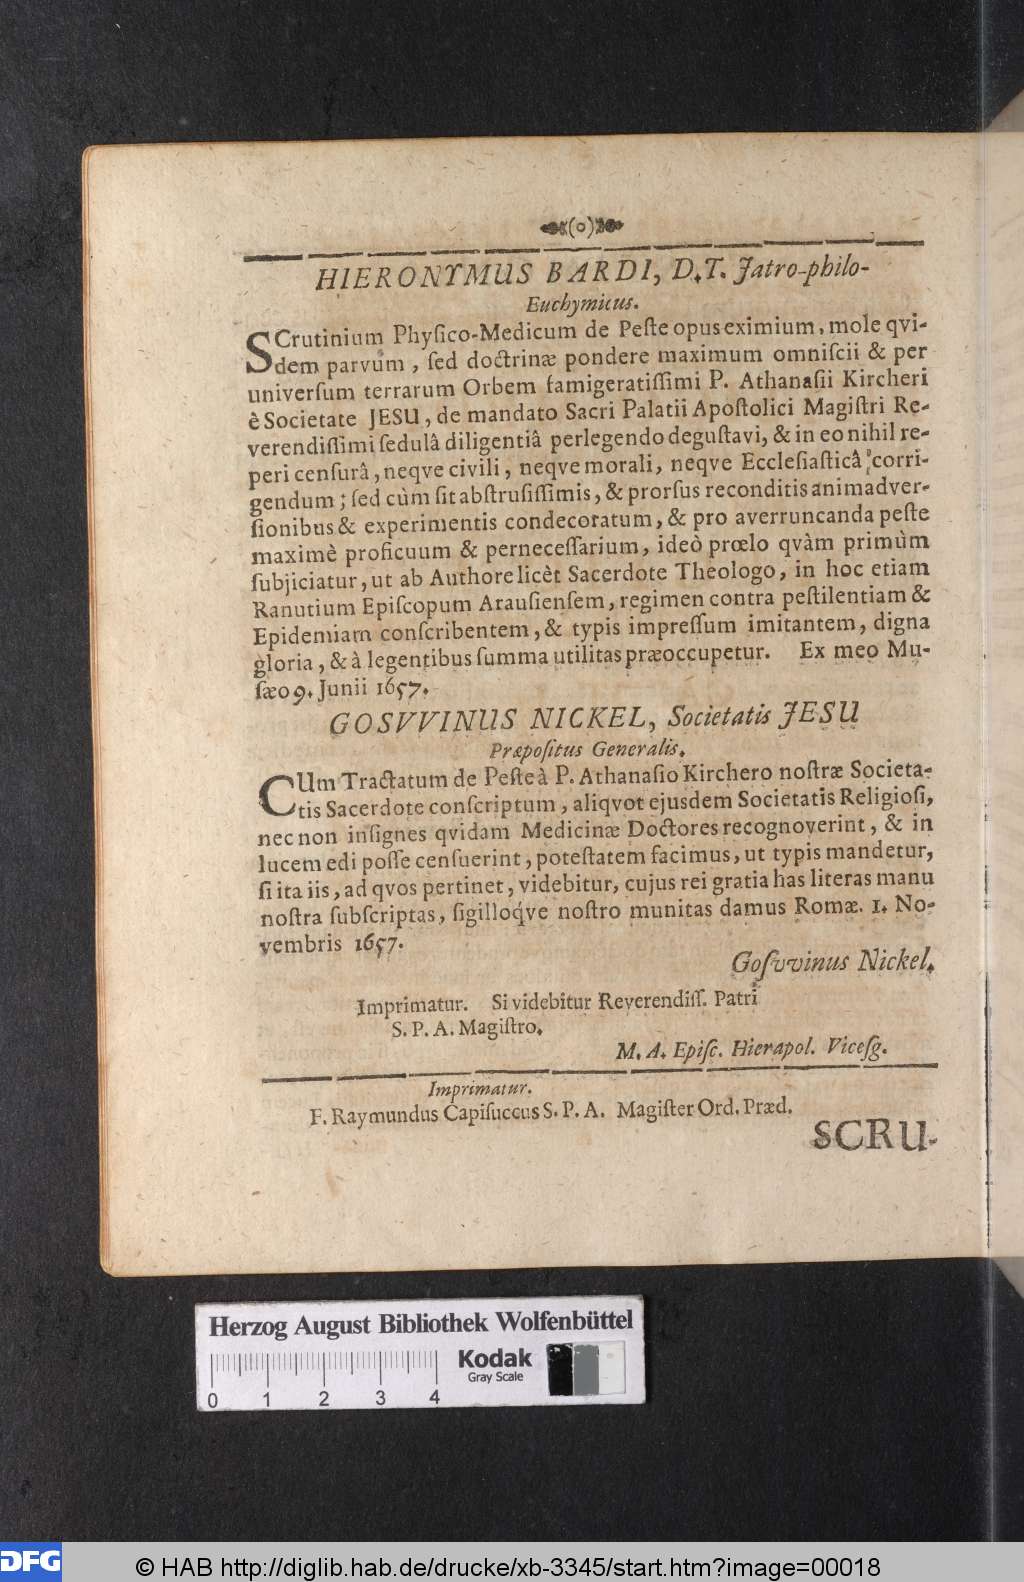 HIERONYMUS BARDI, D. T. Jatro-philo-
Euchymicus.
SCrutinium Phyſico-Medicum de Peſte opus eximium, mole qvi-
dem parvum, ſed doctrinæ pondere maximum omniſcii & per
univerſum terrarum Orbem famigeratiſſimi P. Athanaſii Kircheri
è Societate JESU, de mandato Sacri Palatii Apoſtolici Magiſtri Re-
verendiſſimi ſedulâ diligentiâ perlegendo deguſtavi, & in eo nihil re-
peri cenſurâ, neqve civili, neqve morali, neqve Eccleſiaſticâ corri-
gendum; ſed cùm ſit abſtruſiſſimis, & prorſus reconditis animadver-
ſionibus & experimentis condecoratum, & pro averruncanda peſte
maximè proficuum & perneceſſarium, ideò prœlo qvàm primùm
ſubjiciatur, ut ab Authore licèt Sacerdote Theologo, in hoc etiam
Ranutium Epiſcopum Arauſienſem, regimen contra peſtilentiam &
Epidemiam conſcribentem, & typis impreſſum imitantem, digna
gloria, & à legentibus ſumma utilitas præoccupetur. Ex meo Mu-
ſæo 9. Junii 1657.
GOSVVINUS NICKEL, Societatis JESU
Præpoſitus Generalis.
CUm Tractatum de Peſte à P. Athanaſio Kirchero noſtræ Societa-
tis Sacerdote conſcriptum, aliqvot ejusdem Societatis Religioſi,
nec non inſignes qvidam Medicinæ Doctores recognoverint, & in
lucem edi poſſe cenſuerint, poteſtatem facimus, ut typis mandetur,
ſi ita iis, ad qvos pertinet, videbitur, cujus rei gratia has literas manu
noſtra ſubſcriptas, ſigilloq́ve noſtro munitas damus Romæ. 1. No-
vembris 1657.
Goſvvinus Nickel.
Imprimatur. Si videbitur Reverendiſſ. Patri
S. P. A. Magiſtro.
M. A. Epiſc. Hierapol. Viceſg.
Imprimatur.
F. Raymundus Capiſuccus S. P. A. Magiſter Ord. Præd.
SCRU-
Herzog August Bibliothek Wolfenbüttel
Kodak
Gray Scale
0 1 2 3 4
DFG
© HAB http://diglib.hab.de/drucke/xb-3345/start.htm?image=00018